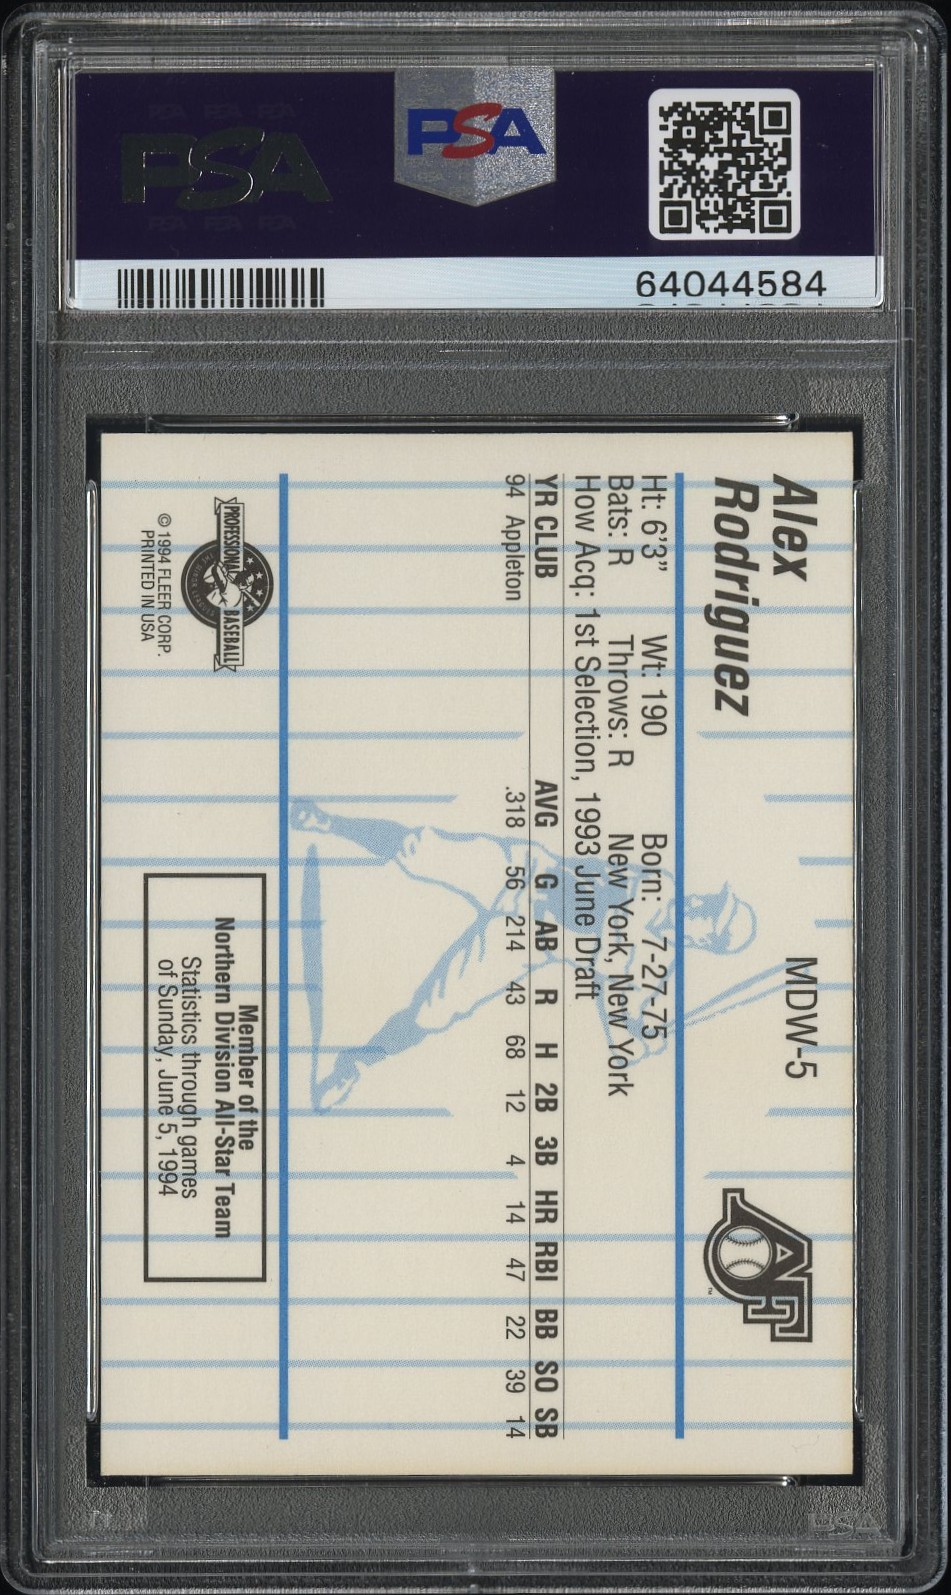 PSA
PSA
64044584
Alex
Rodriguez
MDW-5
AT
TM
Ht: 6'3" Wt: 190 Born: 7-27-75
Bats: R Throws: R New York, New York
How Acq: 1st Selection, 1993 June Draft
YR CLUB AVG G AB R H 2B 3B HR RBI BB SO SB
94 Appleton .318 56 214 43 68 12 4 14 47 22 39 14
PROFESSIONAL BASEBALL
© 1994 FLEER CORP.
PRINTED IN USA
Member of the
Northern Division All-Star Team
Statistics through games
of Sunday, June 5, 1994